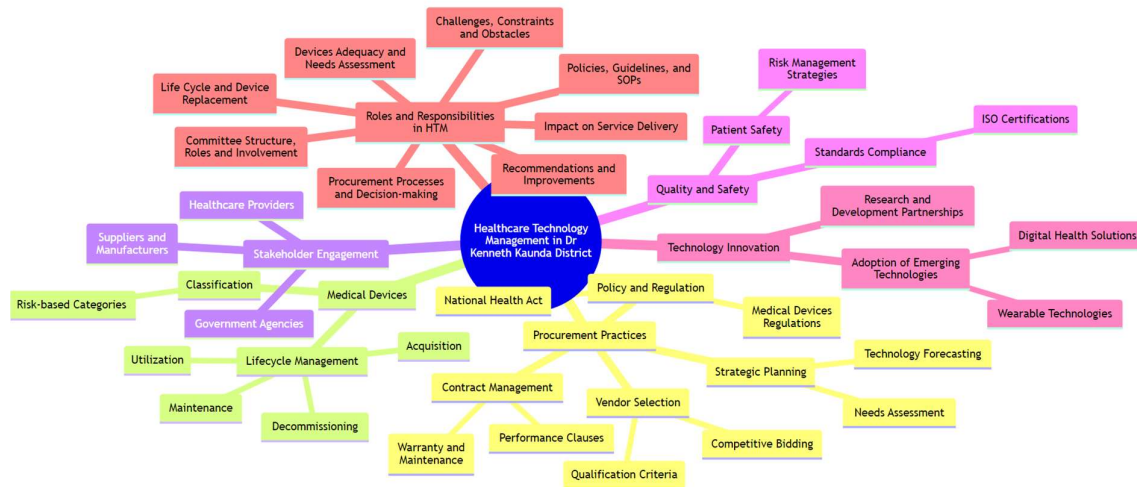 Healthcare Technology
Management in Dr
Kenneth Kaunda District
Roles and Responsibilities
in HTM
Challenges, Constraints
and Obstacles
Devices Adequacy and
Needs Assessment
Life Cycle and Device
Replacement
Committee Structure,
Roles and Involvement
Procurement Processes
and Decision-making
Policies, Guidelines, and
SOPs
Impact on Service Delivery
Recommendations and
Improvements
Quality and Safety
Patient Safety
Risk Management
Strategies
Standards Compliance
ISO Certifications
Technology Innovation
Research and
Development Partnerships
Adoption of Emerging
Technologies
Digital Health Solutions
Wearable Technologies
Stakeholder Engagement
Healthcare Providers
Suppliers and
Manufacturers
Government Agencies
Medical Devices
Classification
Risk-based Categories
Lifecycle Management
Acquisition
Utilization
Maintenance
Decommissioning
Procurement Practices
Policy and Regulation
National Health Act
Medical Devices
Regulations
Strategic Planning
Technology Forecasting
Needs Assessment
Vendor Selection
Competitive Bidding
Qualification Criteria
Contract Management
Performance Clauses
Warranty and
Maintenance